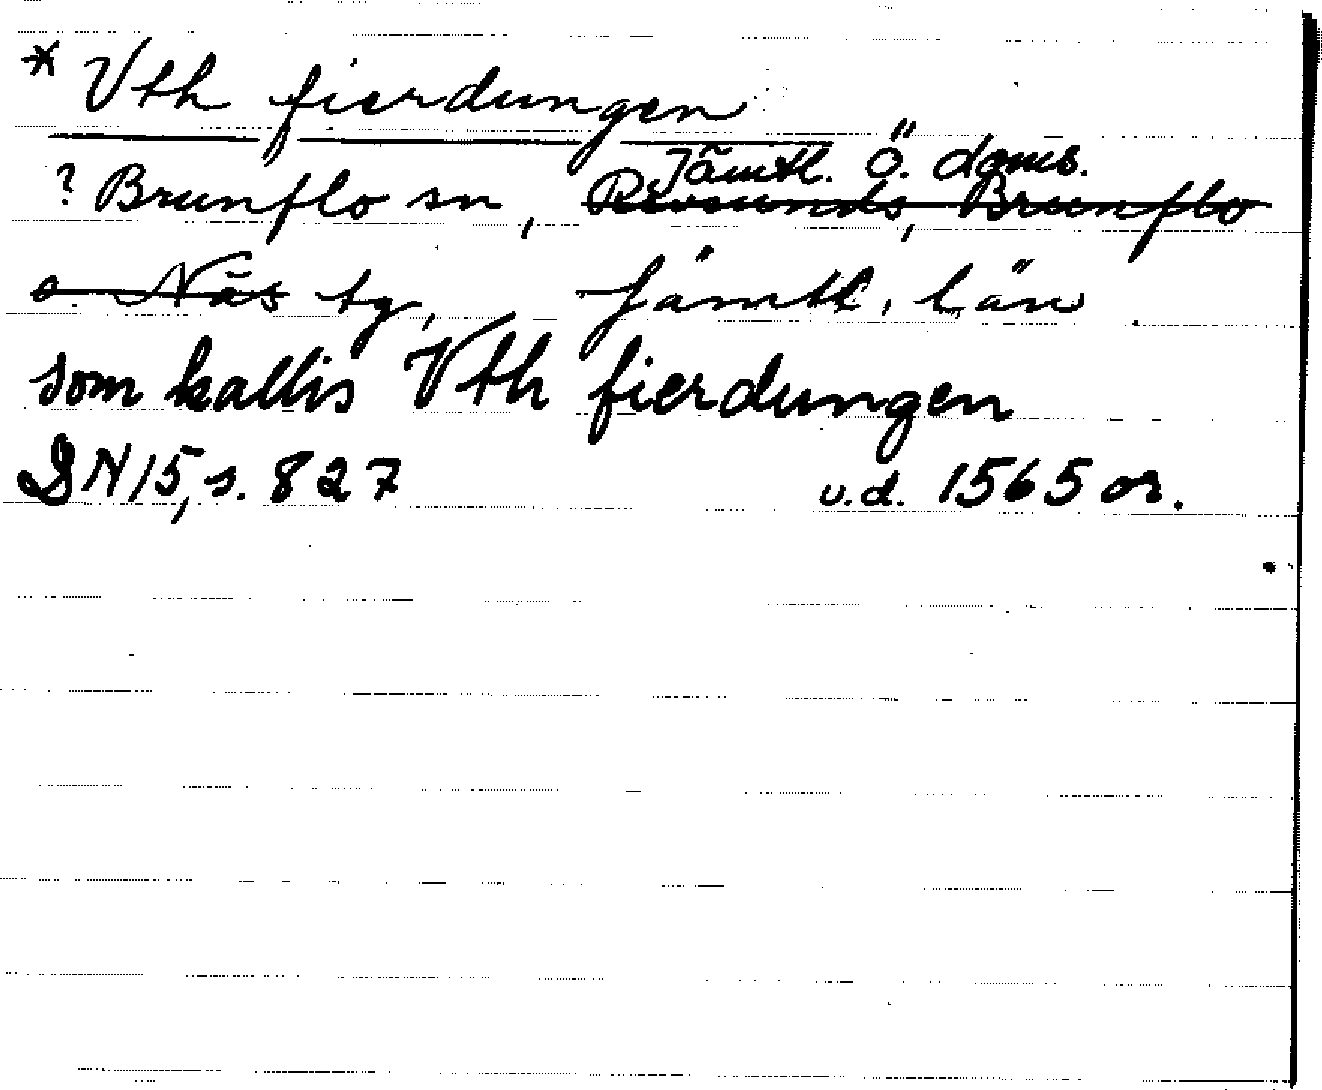 * Vth fierdungen
Jämtl. Ö. doms.
? Brunflo sn, Revsunds, Brunflo
o. Näs tg, Jämtl. län
som kallis Vth fierdungen
DN 15, s. 827 u.d. 1565 or.